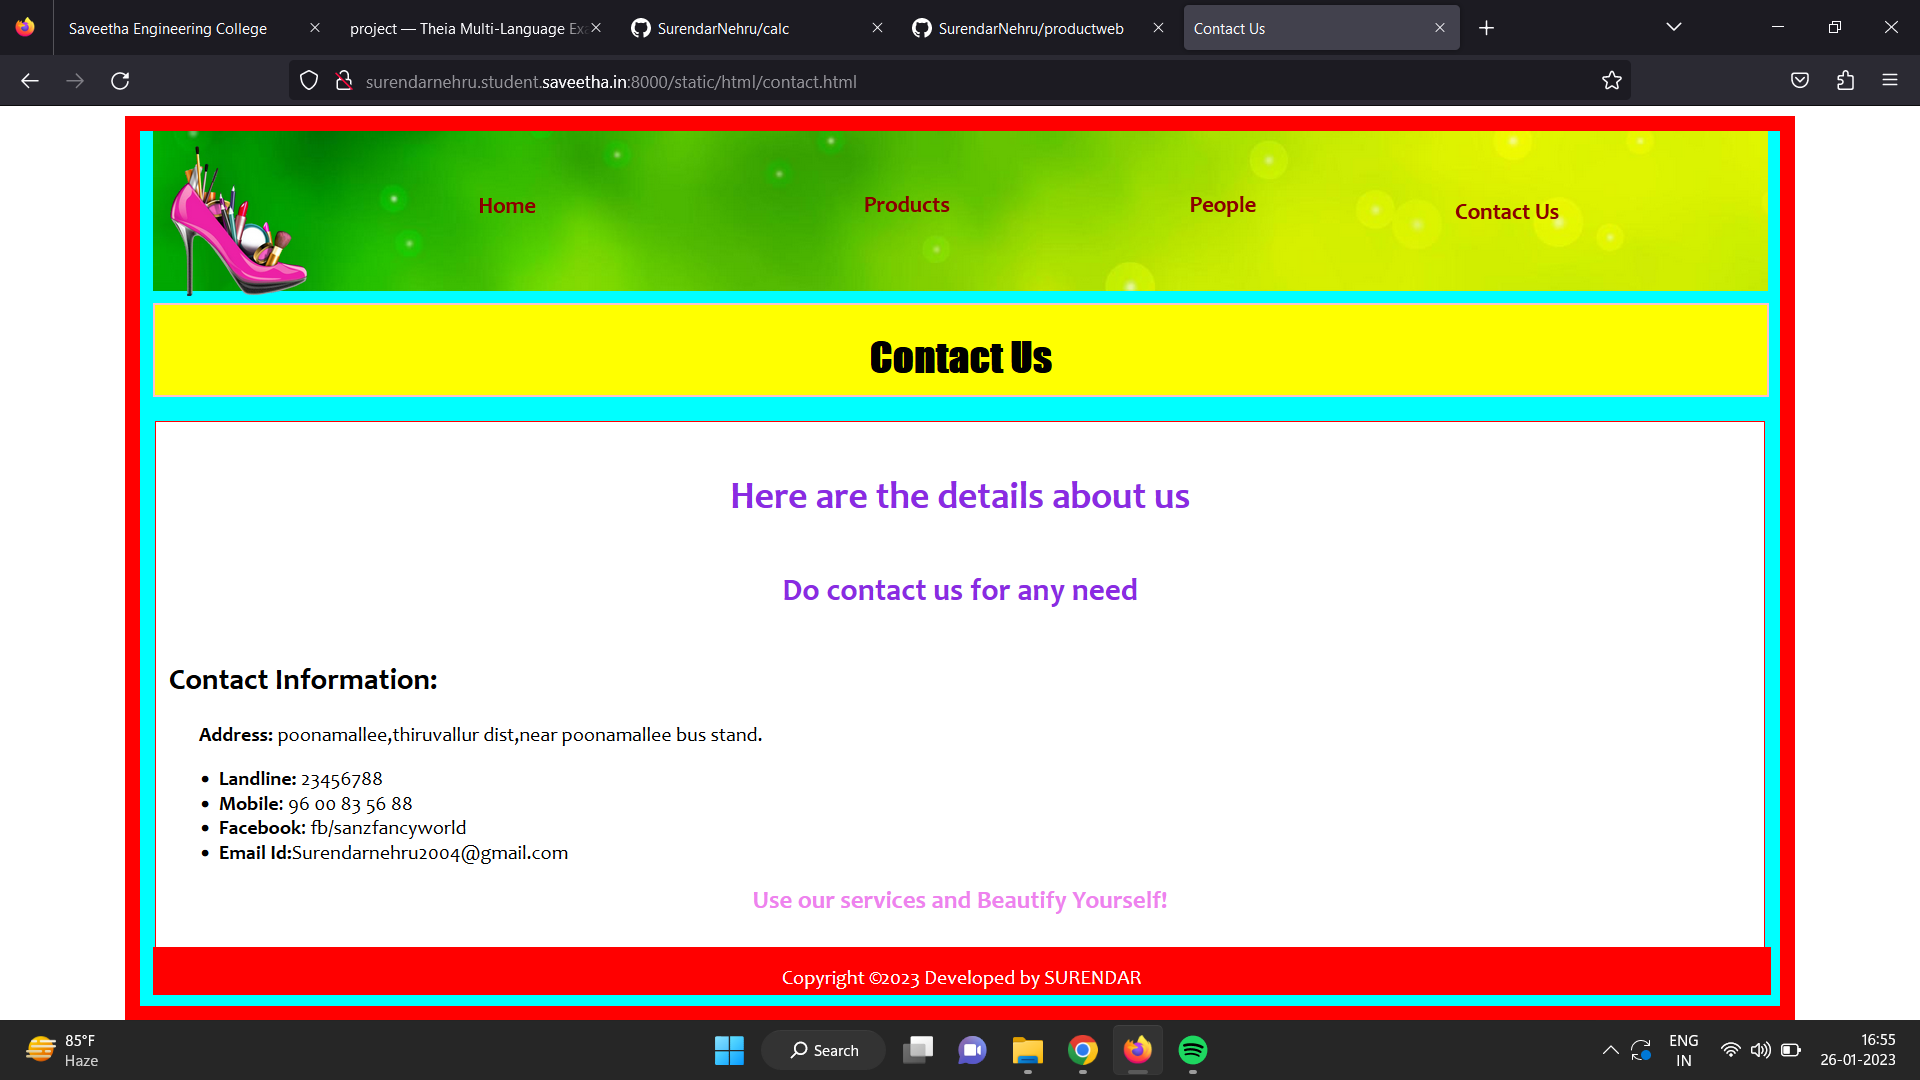 Saveetha Engineering College
project — Theia Multi-Language Exa
SurendarNehru/calc
SurendarNehru/productweb
Contact Us
surendarnehru.student.saveetha.in:8000/static/html/contact.html
Home
Products
People
Contact Us
Contact Us
Here are the details about us
Do contact us for any need
Contact Information:
Address: poonamallee,thiruvallur dist,near poonamallee bus stand.
• Landline: 23456788
• Mobile: 96 00 83 56 88
• Facebook: fb/sanzfancyworld
• Email Id:Surendarnehru2004@gmail.com
Use our services and Beautify Yourself!
Copyright ©2023 Developed by SURENDAR
85°F
Haze
Search
ENG
IN
16:55
26-01-2023